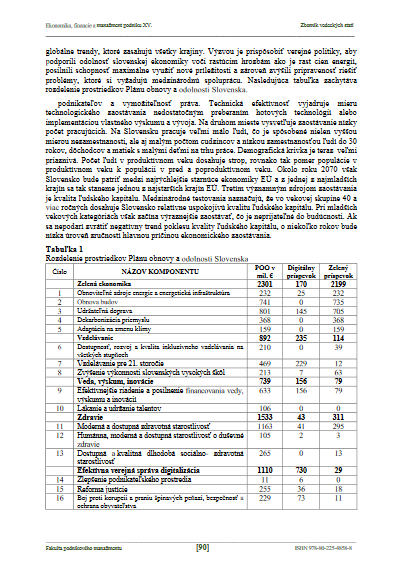 Ekonomika, financie a manažment podniku XV. Zborník vedeckých statí
globálne trendy, ktoré zasahujú všetky krajiny. Výzvou je prispôsobiť verejné politiky, aby
podporili odolnosť slovenskej ekonomiky voči rastúcim hrozbám ako je rast cien energií,
posilnili schopnosť maximálne využiť nové príležitosti a zároveň zvýšili pripravenosť riešiť
problémy, ktoré si vyžadujú medzinárodnú spoluprácu. Nasledujúca tabuľka zachytáva
rozdelenie prostriedkov Plánu obnovy a odolnosti Slovenska.
podnikateľov a vymožiteľnosť práva. Technická efektívnosť vyjadruje mieru
technologického zaostávania nedostatočným preberaním hotových technológií alebo
implementáciou vlastného výskumu a vývoja. Na druhom mieste vysvetľuje zaostávanie nízky
počet pracujúcich. Na Slovensku pracuje veľmi málo ľudí, čo je spôsobené nielen vyššou
mierou nezamestnanosti, ale aj malým počtom cudzincov a nízkou zamestnanosťou ľudí do 30
rokov, dôchodcov a matiek s malými deťmi na trhu práce. Demografická krivka je teraz veľmi
priaznivá. Počet ľudí v produktívnom veku dosahuje strop, rovnako tak pomer populácie v
produktívnom veku k populácii v pred a poproduktívnom veku. Okolo roku 2070 však
Slovensko bude patriť medzi najrýchlejšie starnúce ekonomiky EÚ a z jednej z najmladších
krajín sa tak staneme jednou z najstarších krajín EÚ. Tretím významným zdrojom zaostávania
je kvalita ľudského kapitálu. Medzinárodné testovania naznačujú, že vo vekovej skupine 40 a
viac ročných dosahuje Slovensko relatívne uspokojivú kvalitu ľudského kapitálu. Pri mladších
vekových kategóriách však začína výraznejšie zaostávať, čo je nepríjateľné do budúcnosti. Ak
sa nepodarí zvrátiť negatívny trend poklesu kvality ľudského kapitálu, o niekoľko rokov bude
nízka úroveň zručností hlavnou príčinou ekonomického zaostávania.
Tabuľka 1
Rozdelenie prostriedkov Plánu obnovy a odolnosti Slovenska
Číslo NÁZOV KOMPONENTU POO v mil. € Digitálny príspevok Zelený príspevok
Zelená ekonomika 2301 170 2199
1 Obnoviteľné zdroje energie a energetická infraštruktúra 232 25 232
2 Obnova budov 741 0 735
3 Udržateľná doprava 801 145 705
4 Dekarbonizácia priemyslu 368 0 368
5 Adaptácia na zmenu klímy 159 0 159
Vzdelávanie 892 235 114
6 Dostupnosť, rozvoj a kvalita inkluzívneho vzdelávania na 210 0 39
všetkých stupňoch
7 Vzdelávanie pre 21. storočie 469 229 12
8 Zvýšenie výkonnosti slovenských vysokých škôl 213 7 63
Veda, výskum, inovácie 739 156 79
9 Efektívnejšie riadenie a posilnenie financovania vedy, 633 156 79
výskumu a inovácií
10 Lákanie a udržanie talentov 106 0 0
Zdravie 1533 43 311
11 Moderná a dostupná zdravotná starostlivosť 1163 41 295
12 Humánna, moderná a dostupná starostlivosť o duševné 105 2 3
zdravie
13 Dostupná a kvalitná dlhodobá sociálno- zdravotná 265 0 13
starostlivosť
Efektívna verejná správa digitalizácia 1110 730 29
14 Zlepšenie podnikateľského prostredia 11 6 0
15 Reforma justície 255 36 18
16 Boj proti korupcii a praniu špinavých peňazí, bezpečnosť a 229 73 11
ochrana obyvateľstva
Fakulta podnikového manažmentu [90] ISBN 978-80-225-4958-8